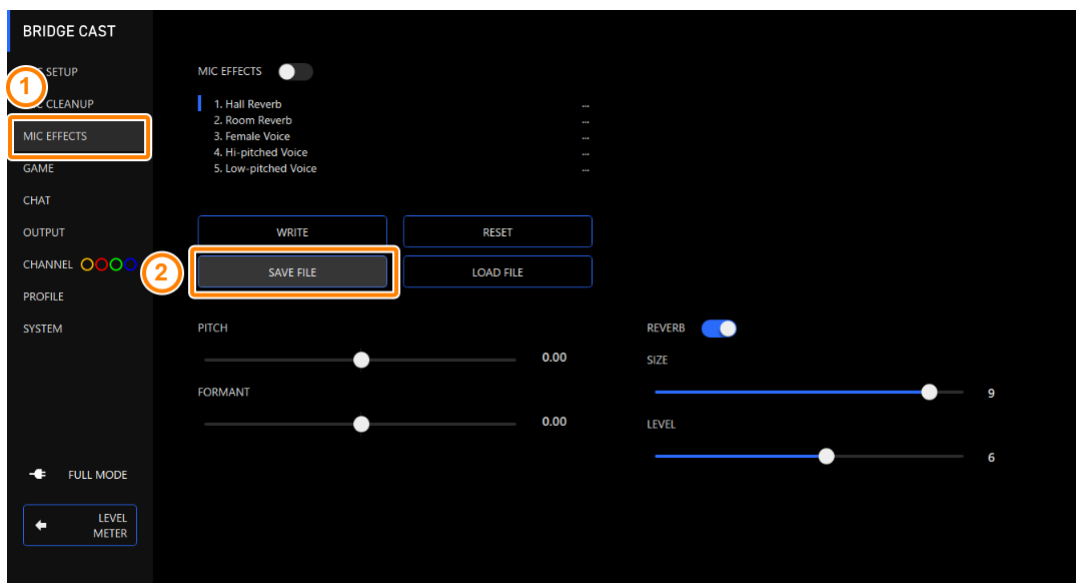 BRIDGE CAST
1
SETUP
CLEANUP
MIC EFFECTS
GAME
CHAT
OUTPUT
CHANNEL
PROFILE
SYSTEM
FULL MODE
LEVEL
METER
MIC EFFECTS
1. Hall Reverb ...
2. Room Reverb ...
3. Female Voice ...
4. Hi-pitched Voice ...
5. Low-pitched Voice ...
WRITE RESET
2 SAVE FILE LOAD FILE
PITCH
0.00
FORMANT
0.00
REVERB
SIZE
9
LEVEL
6